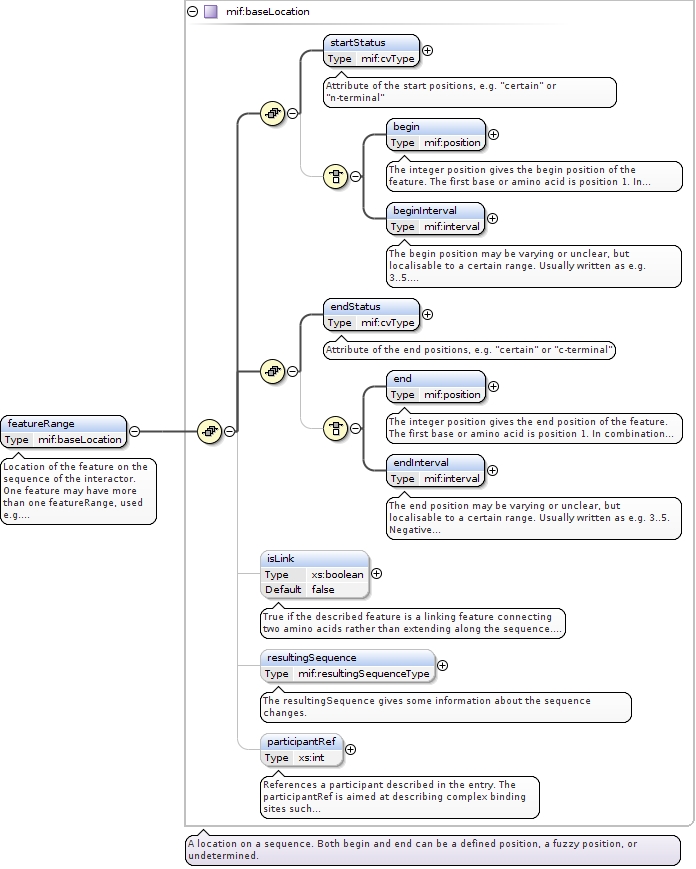 mif:baseLocation
startStatus
Type mif:cvType
Attribute of the start positions, e.g. "certain" or
"n-terminal"
begin
Type mif:position
The integer position gives the begin position of the
feature. The first base or amino acid is position 1. In...
beginInterval
Type mif:interval
The begin position may be varying or unclear, but
localisable to a certain range. Usually written as e.g.
3..5....
endStatus
Type mif:cvType
Attribute of the end positions, e.g. "certain" or "c-terminal"
end
Type mif:position
The integer position gives the end position of the feature.
The first base or amino acid is position 1. In combination...
endInterval
Type mif:interval
The end position may be varying or unclear, but
localisable to a certain range. Usually written as e.g. 3..5.
Negative...
featureRange
Type mif:baseLocation
Location of the feature on the
sequence of the interactor.
One feature may have more
than one featureRange, used
e.g....
isLink
Type xs:boolean
Default false
True if the described feature is a linking feature connecting
two amino acids rather than extending along the sequence....
resultingSequence
Type mif:resultingSequenceType
The resultingSequence gives some information about the sequence
changes.
participantRef
Type xs:int
References a participant described in the entry. The
participantRef is aimed at describing complex binding
sites such...
A location on a sequence. Both begin and end can be a defined position, a fuzzy position, or
undetermined.